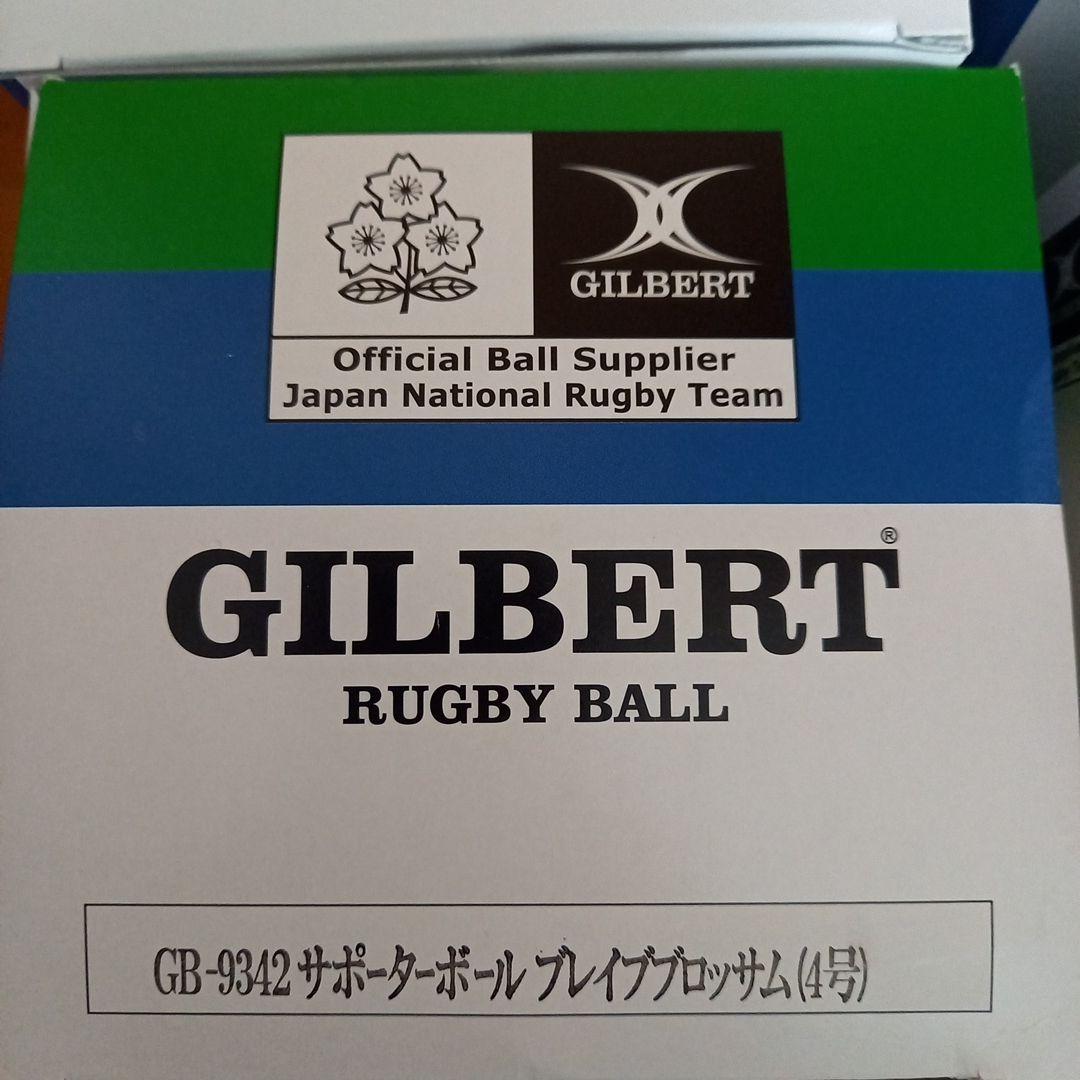 GILBERT
Official Ball Supplier
Japan National Rugby Team
GILBERT®
RUGBY BALL
GB-9342 サポーターボール ブレイブブロッサム(4号)